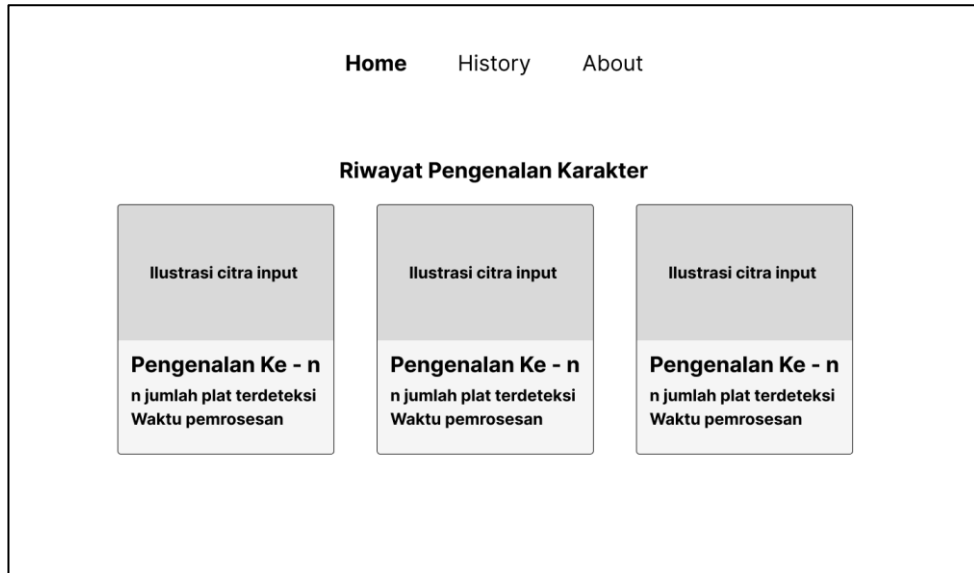 Home History About
Riwayat Pengenalan Karakter
Ilustrasi citra input
Pengenalan Ke - n
n jumlah plat terdeteksi
Waktu pemrosesan
Ilustrasi citra input
Pengenalan Ke - n
n jumlah plat terdeteksi
Waktu pemrosesan
Ilustrasi citra input
Pengenalan Ke - n
n jumlah plat terdeteksi
Waktu pemrosesan